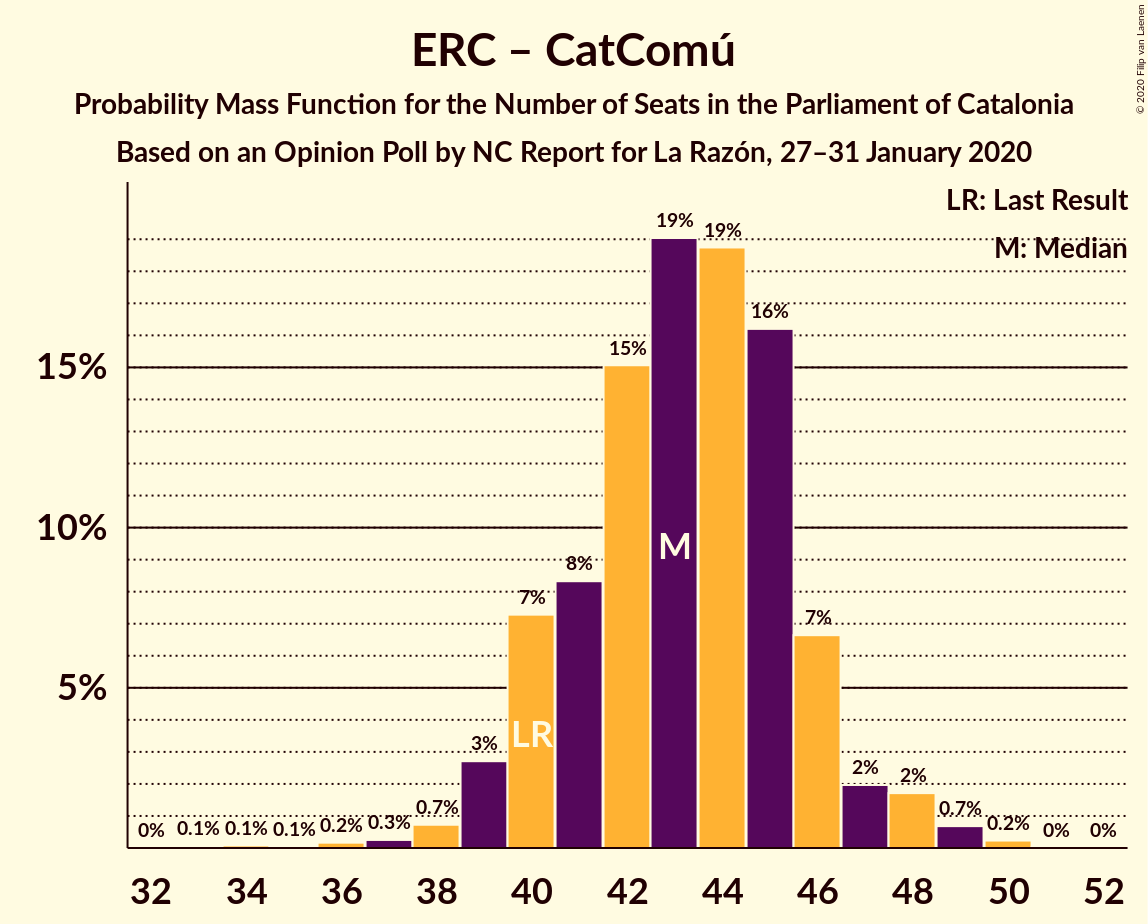 © 2020 Filip van Laenen
ERC – CatComú
Probability Mass Function for the Number of Seats in the Parliament of Catalonia
Based on an Opinion Poll by NC Report for La Razón, 27–31 January 2020
LR: Last Result
M: Median
15%
10%
5%
0% 0.1% 0.1% 0.1% 0.2% 0.3% 0.7% 3% 7% 8% 15% 19% 19% 16% 7% 2% 2% 0.7% 0.2% 0% 0%
M
LR
32 34 36 38 40 42 44 46 48 50 52